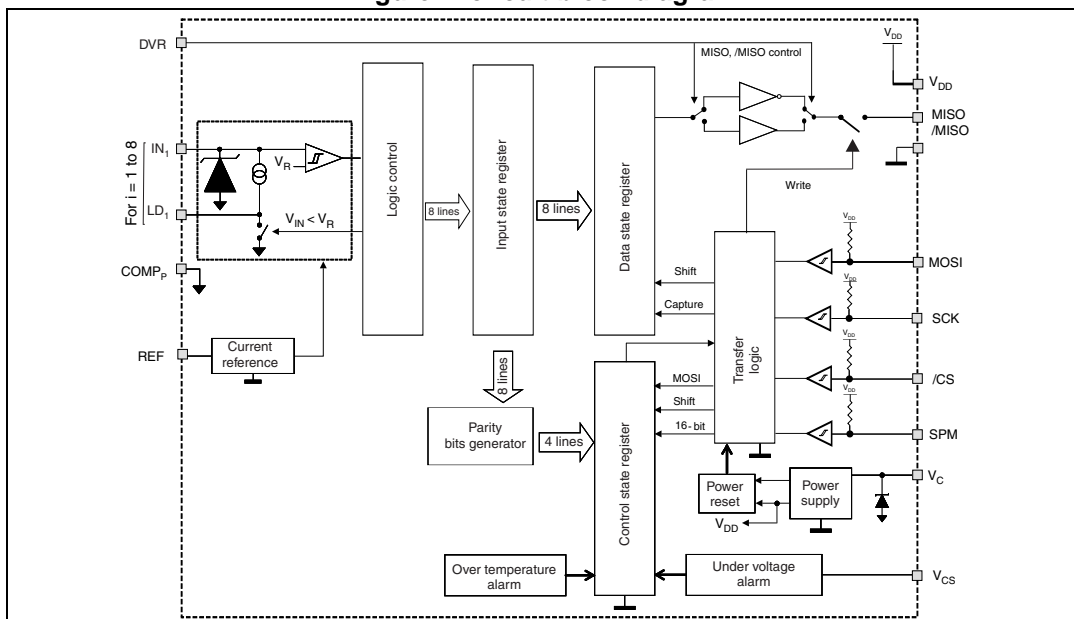 DVR
MISO, /MISO control
VDD
VDD
MISO
/MISO
For i = 1 to 8
IN1
VR
LD1
VIN < VR
Logic control
8 lines
Input state register
8 lines
Data state register
Write
VDD
MOSI
COMPP
Shift
VDD
Capture
SCK
REF
Current
reference
8 lines
Transfer
logic
VDD
MOSI
/CS
Shift
VDD
16-bit
SPM
Parity
bits generator
4 lines
Control state register
Power
reset
Power
supply
VC
VDD
Over temperature
alarm
Under voltage
alarm
VCS